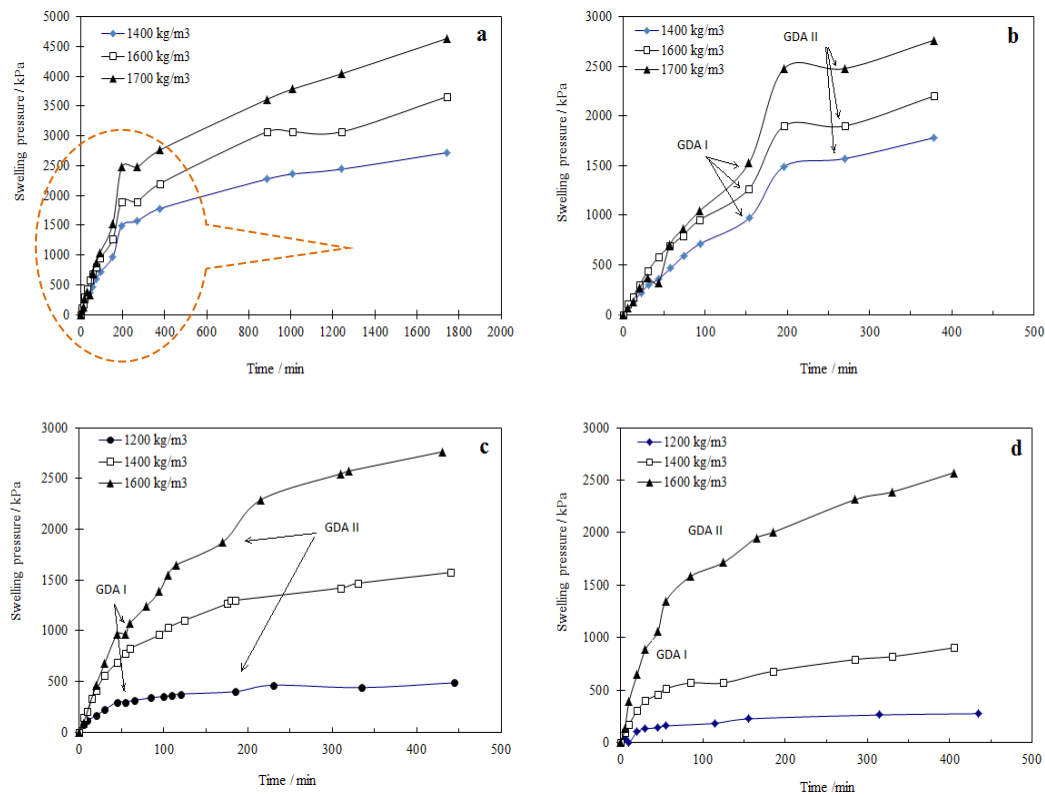 a
1400 kg/m3
1600 kg/m3
1700 kg/m3
5000
4500
4000
3500
3000
2500
2000
1500
1000
500
0
Swelling pressure / kPa
0 200 400 600 800 1000 1200 1400 1600 1800 2000
Time / min
b
1400 kg/m3
1600 kg/m3
1700 kg/m3
GDA II
GDA I
3000
2500
2000
1500
1000
500
0
Swelling pressure / kPa
0 100 200 300 400 500
Time / min
c
1200 kg/m3
1400 kg/m3
1600 kg/m3
GDA II
GDA I
3000
2500
2000
1500
1000
500
0
Swelling pressure / kPa
0 100 200 300 400 500
Time / min
d
1200 kg/m3
1400 kg/m3
1600 kg/m3
GDA II
GDA I
3000
2500
2000
1500
1000
500
0
Swelling pressure / kPa
0 100 200 300 400 500
Time / min